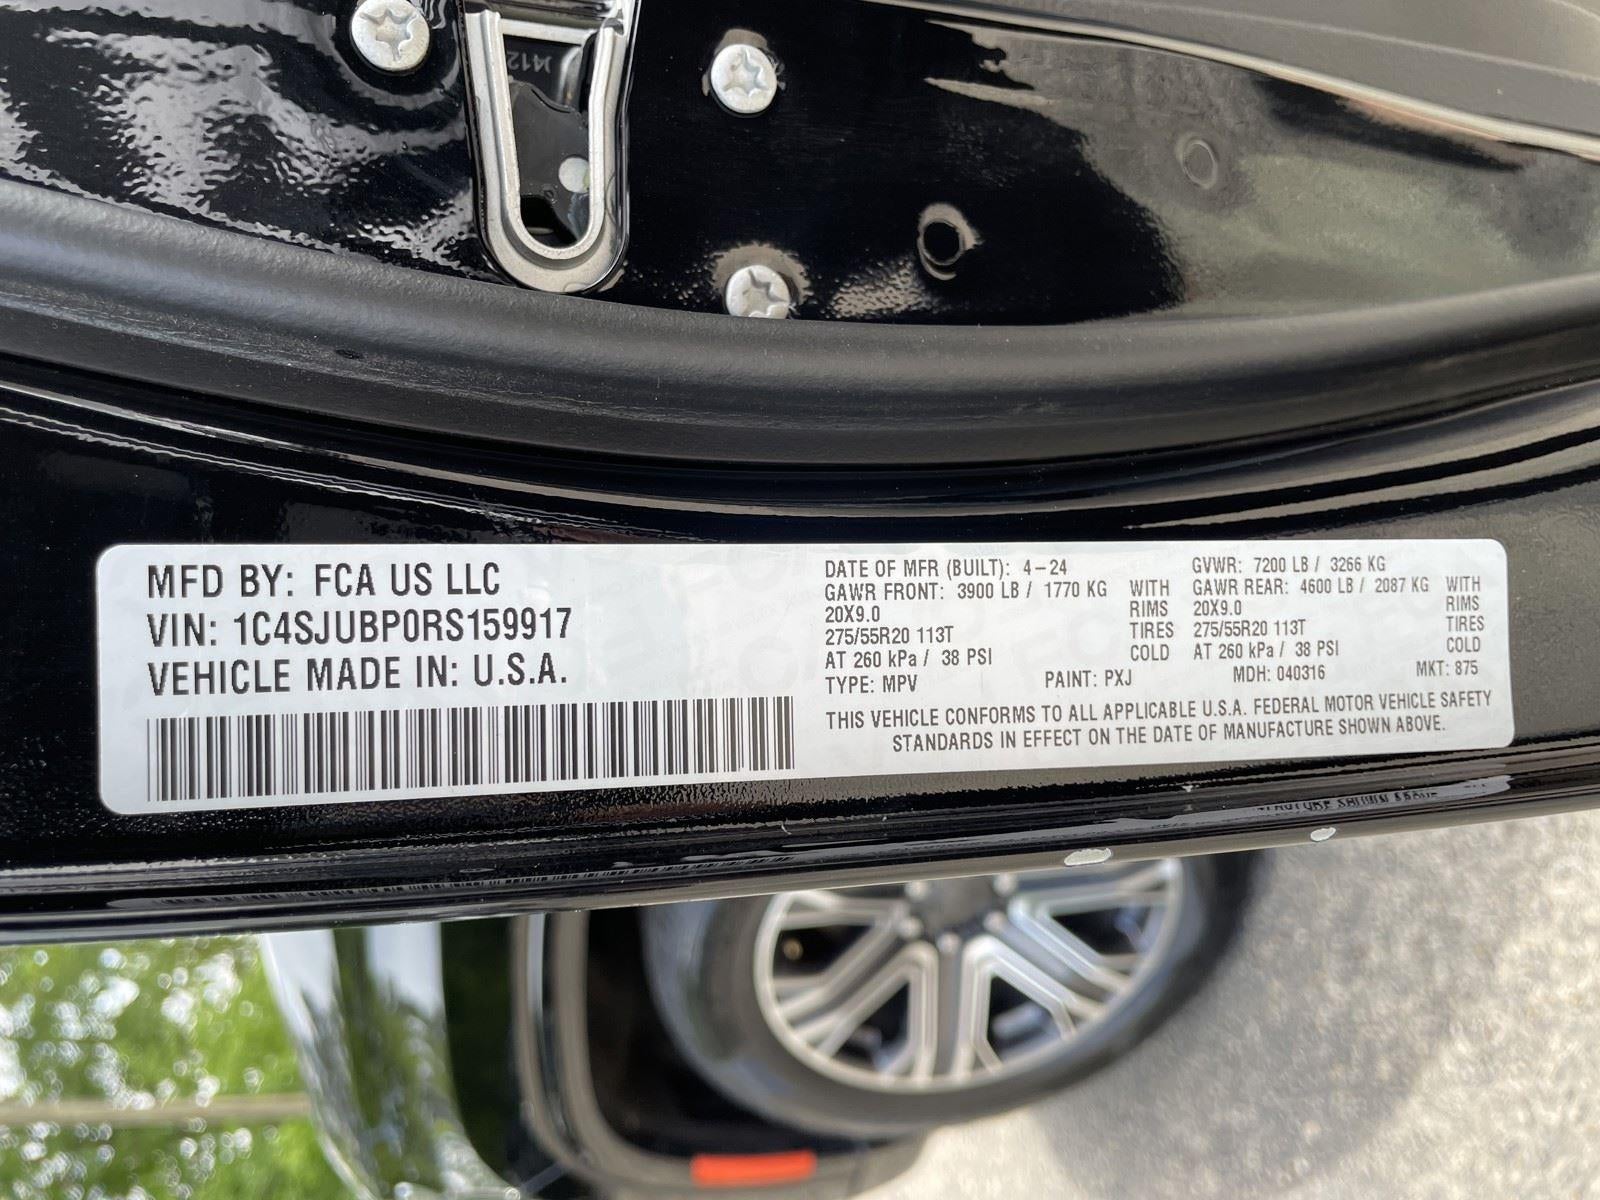 MFD BY: FCA US LLC
VIN: 1C4SJUBP0RS159917
VEHICLE MADE IN: U.S.A.
DATE OF MFR (BUILT): 4-24 GVWR: 7200 LB / 3266 KG
GAWR FRONT: 3900 LB / 1770 KG WITH GAWR REAR: 4600 LB / 2087 KG WITH
20X9.0 RIMS 20X9.0 RIMS
275/55R20 113T TIRES 275/55R20 113T TIRES
AT 260 kPa / 38 PSI COLD AT 260 kPa / 38 PSI COLD
TYPE: MPV PAINT: PXJ MDH: 040316 MKT: 875
THIS VEHICLE CONFORMS TO ALL APPLICABLE U.S.A. FEDERAL MOTOR VEHICLE SAFETY
STANDARDS IN EFFECT ON THE DATE OF MANUFACTURE SHOWN ABOVE.